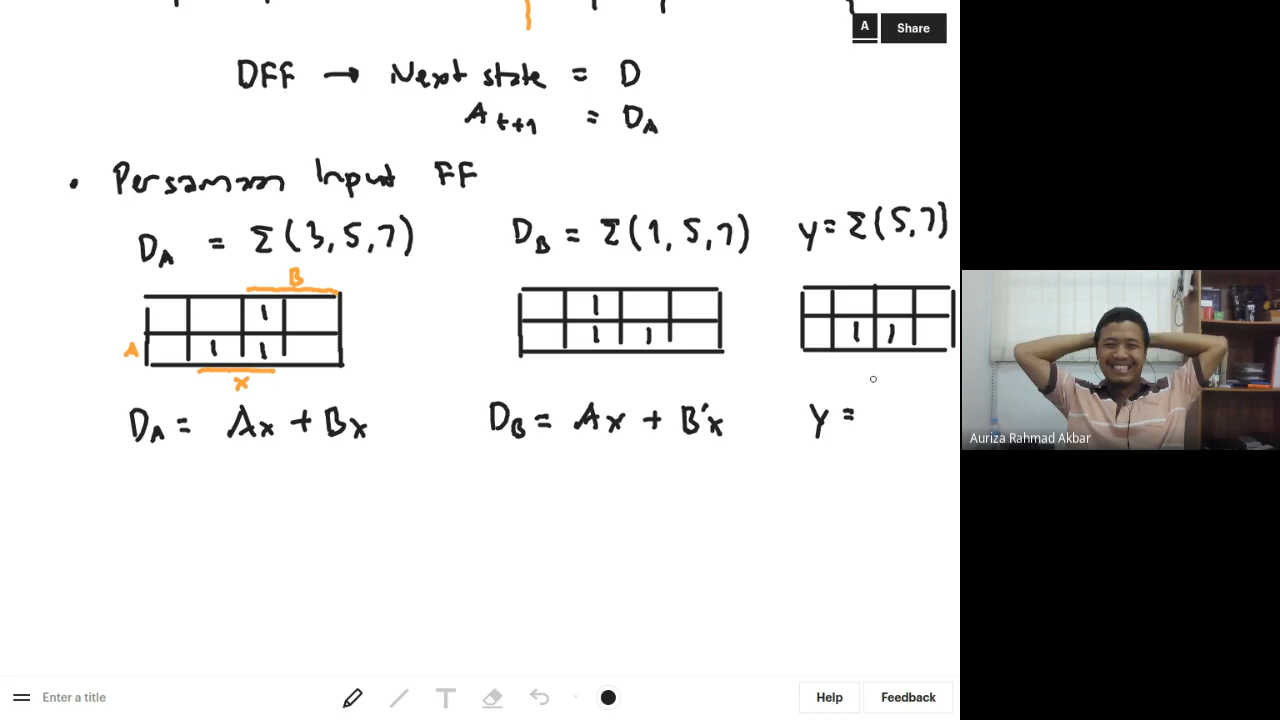 A Share
DFF → Next state = D
A t+1 = DA
• Persamaan Input FF
DA = Σ(3,5,7) DB = Σ(1,5,7) y = Σ(5,7)
B
1 1
A 1 1 1 1 1 1
x
DA = Ax + Bx DB = Ax + B'x y =
Auriza Rahmad Akbar
Enter a title T Help Feedback